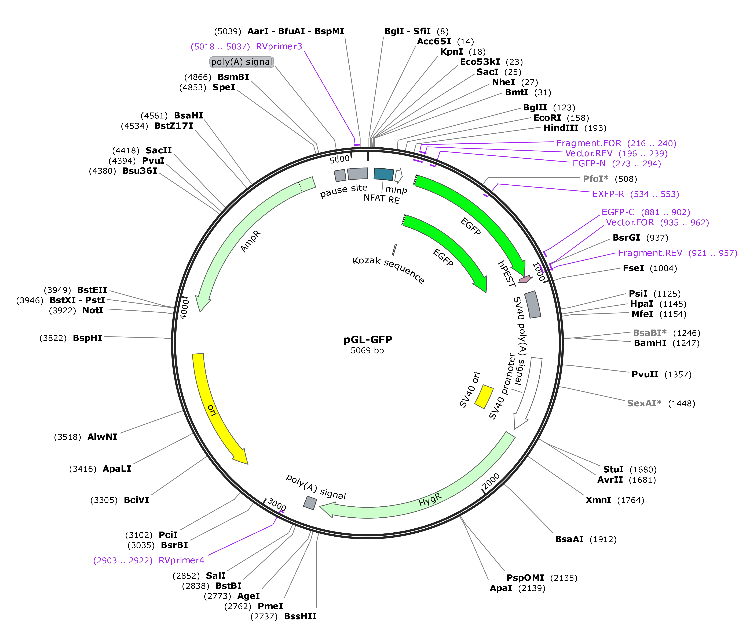 (5039) AarI - BfuAI - BspMI
(5018 .. 5037) RVprimer3
poly(A) signal
(4866) BsmBI
(4853) SpeI
(4561) BsaHI
(4534) BstZ17I
(4418) SacII
(4394) PvuI
(4380) Bsu36I
(3949) BstEII
(3946) BstXI - PstI
(3922) NotI
(3822) BspHI
(3518) AlwNI
(3416) ApaLI
(3305) BciVI
(3102) PciI
(3035) BsrBI
(2903 .. 2922) RVprimer4
(2852) SalI
(2838) BstBI
(2773) AgeI
(2762) PmeI
(2737) BssHII
BglI - SfiI (8)
Acc65I (14)
KpnI (18)
Eco53kI (23)
SacI (25)
NheI (27)
BmtI (31)
BglII (123)
EcoRI (158)
HindIII (193)
Fragment.FOR (216 .. 240)
Vector.REV (196 .. 239)
EGFP-N (273 .. 294)
PfoI* (508)
EXFP-R (534 .. 553)
EGFP-C (881 .. 902)
Vector.FOR (935 .. 962)
BsrGI (937)
Fragment.REV (921 .. 957)
FseI (1004)
PsiI (1125)
HpaI (1145)
MfeI (1154)
BsaBI* (1246)
BamHI (1247)
PvuII (1357)
SexAI* (1448)
StuI (1680)
AvrII (1681)
XmnI (1764)
BsaAI (1912)
PspOMI (2135)
ApaI (2139)
5000
1000
2000
3000
4000
pause site
NFAT RE
minP
EGFP
EGFP
Kozak sequence
hPEST
SV40 poly(A) signal
SV40 promoter
SV40 ori
HygR
poly(A) signal
ori
AmpR
pGL-GFP
5069 bp